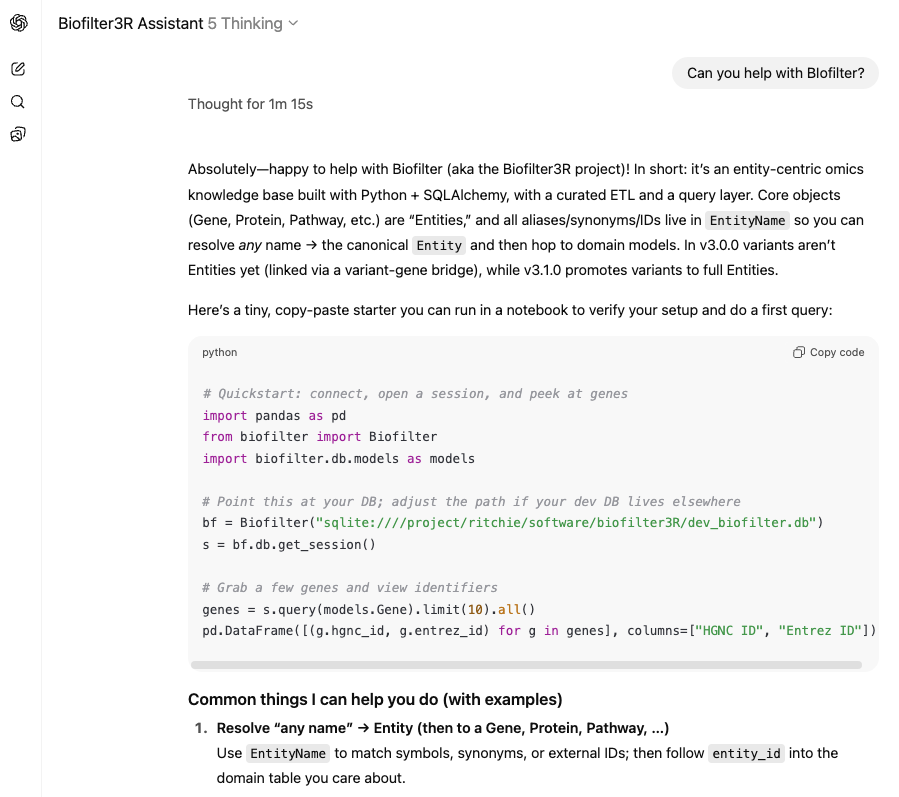 Biofilter3R Assistant 5 Thinking
Can you help with BIofilter?
Thought for 1m 15s
Absolutely—happy to help with Biofilter (aka the Biofilter3R project)! In short: it’s an entity-centric omics
knowledge base built with Python + SQLAlchemy, with a curated ETL and a query layer. Core objects
(Gene, Protein, Pathway, etc.) are “Entities,” and all aliases/synonyms/IDs live in EntityName so you can
resolve any name → the canonical Entity and then hop to domain models. In v3.0.0 variants aren’t
Entities yet (linked via a variant-gene bridge), while v3.1.0 promotes variants to full Entities.
Here’s a tiny, copy-paste starter you can run in a notebook to verify your setup and do a first query:
python
Copy code
# Quickstart: connect, open a session, and peek at genes
import pandas as pd
from biofilter import Biofilter
import biofilter.db.models as models
# Point this at your DB; adjust the path if your dev DB lives elsewhere
bf = Biofilter("sqlite:////project/ritchie/software/biofilter3R/dev_biofilter.db")
s = bf.db.get_session()
# Grab a few genes and view identifiers
genes = s.query(models.Gene).limit(10).all()
pd.DataFrame([(g.hgnc_id, g.entrez_id) for g in genes], columns=["HGNC ID", "Entrez ID"])
Common things I can help you do (with examples)
1. Resolve “any name” → Entity (then to a Gene, Protein, Pathway, ...)
Use EntityName to match symbols, synonyms, or external IDs; then follow entity_id into the
domain table you care about.